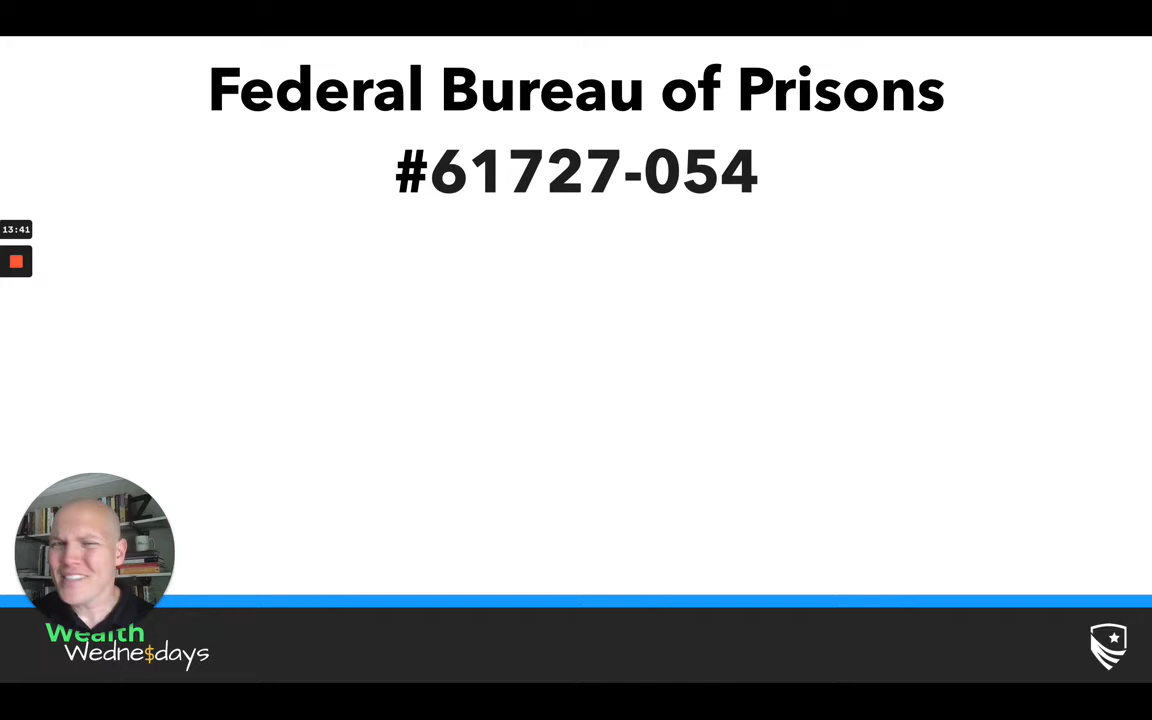 Federal Bureau of Prisons
#61727-054
13:41
Wealth
Wedne$days